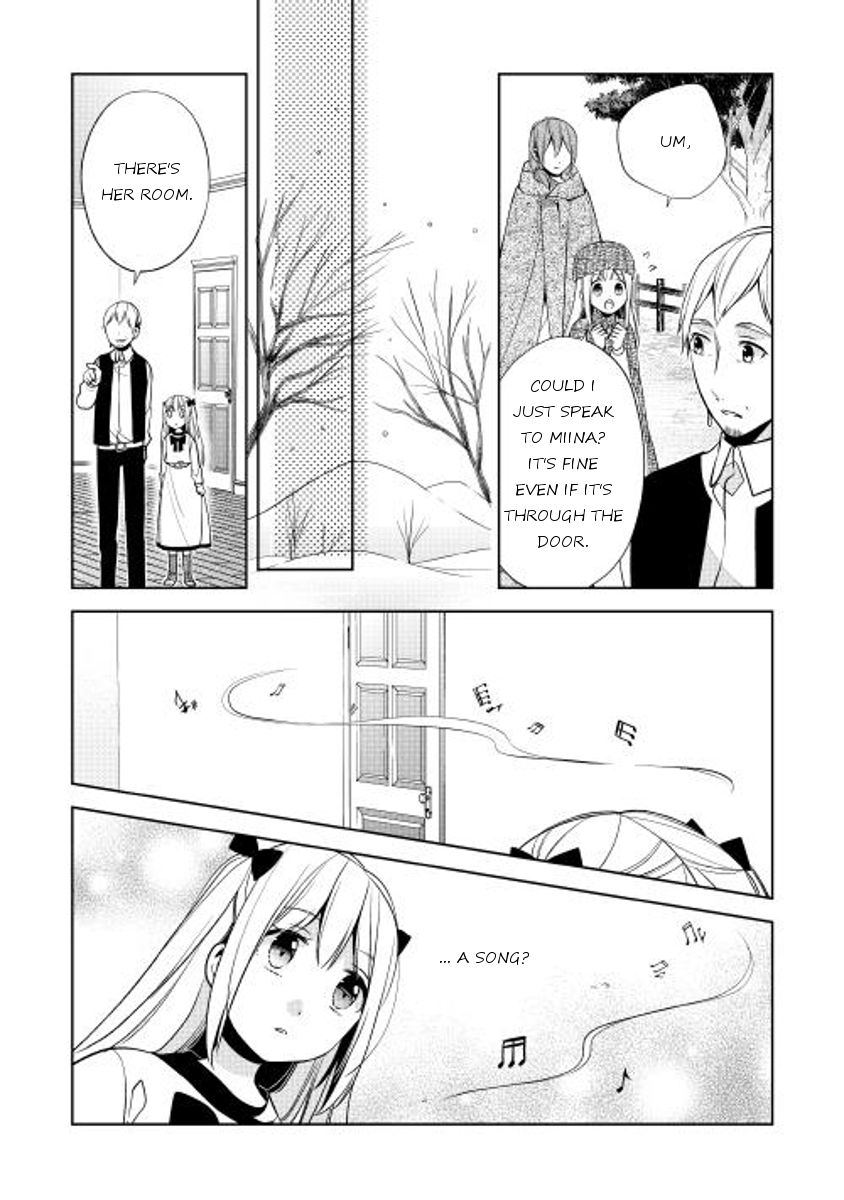 UM,
COULD I
JUST SPEAK
TO MIINA?
IT'S FINE
EVEN IF IT'S
THROUGH THE
DOOR.
THERE'S
HER ROOM.
... A SONG?